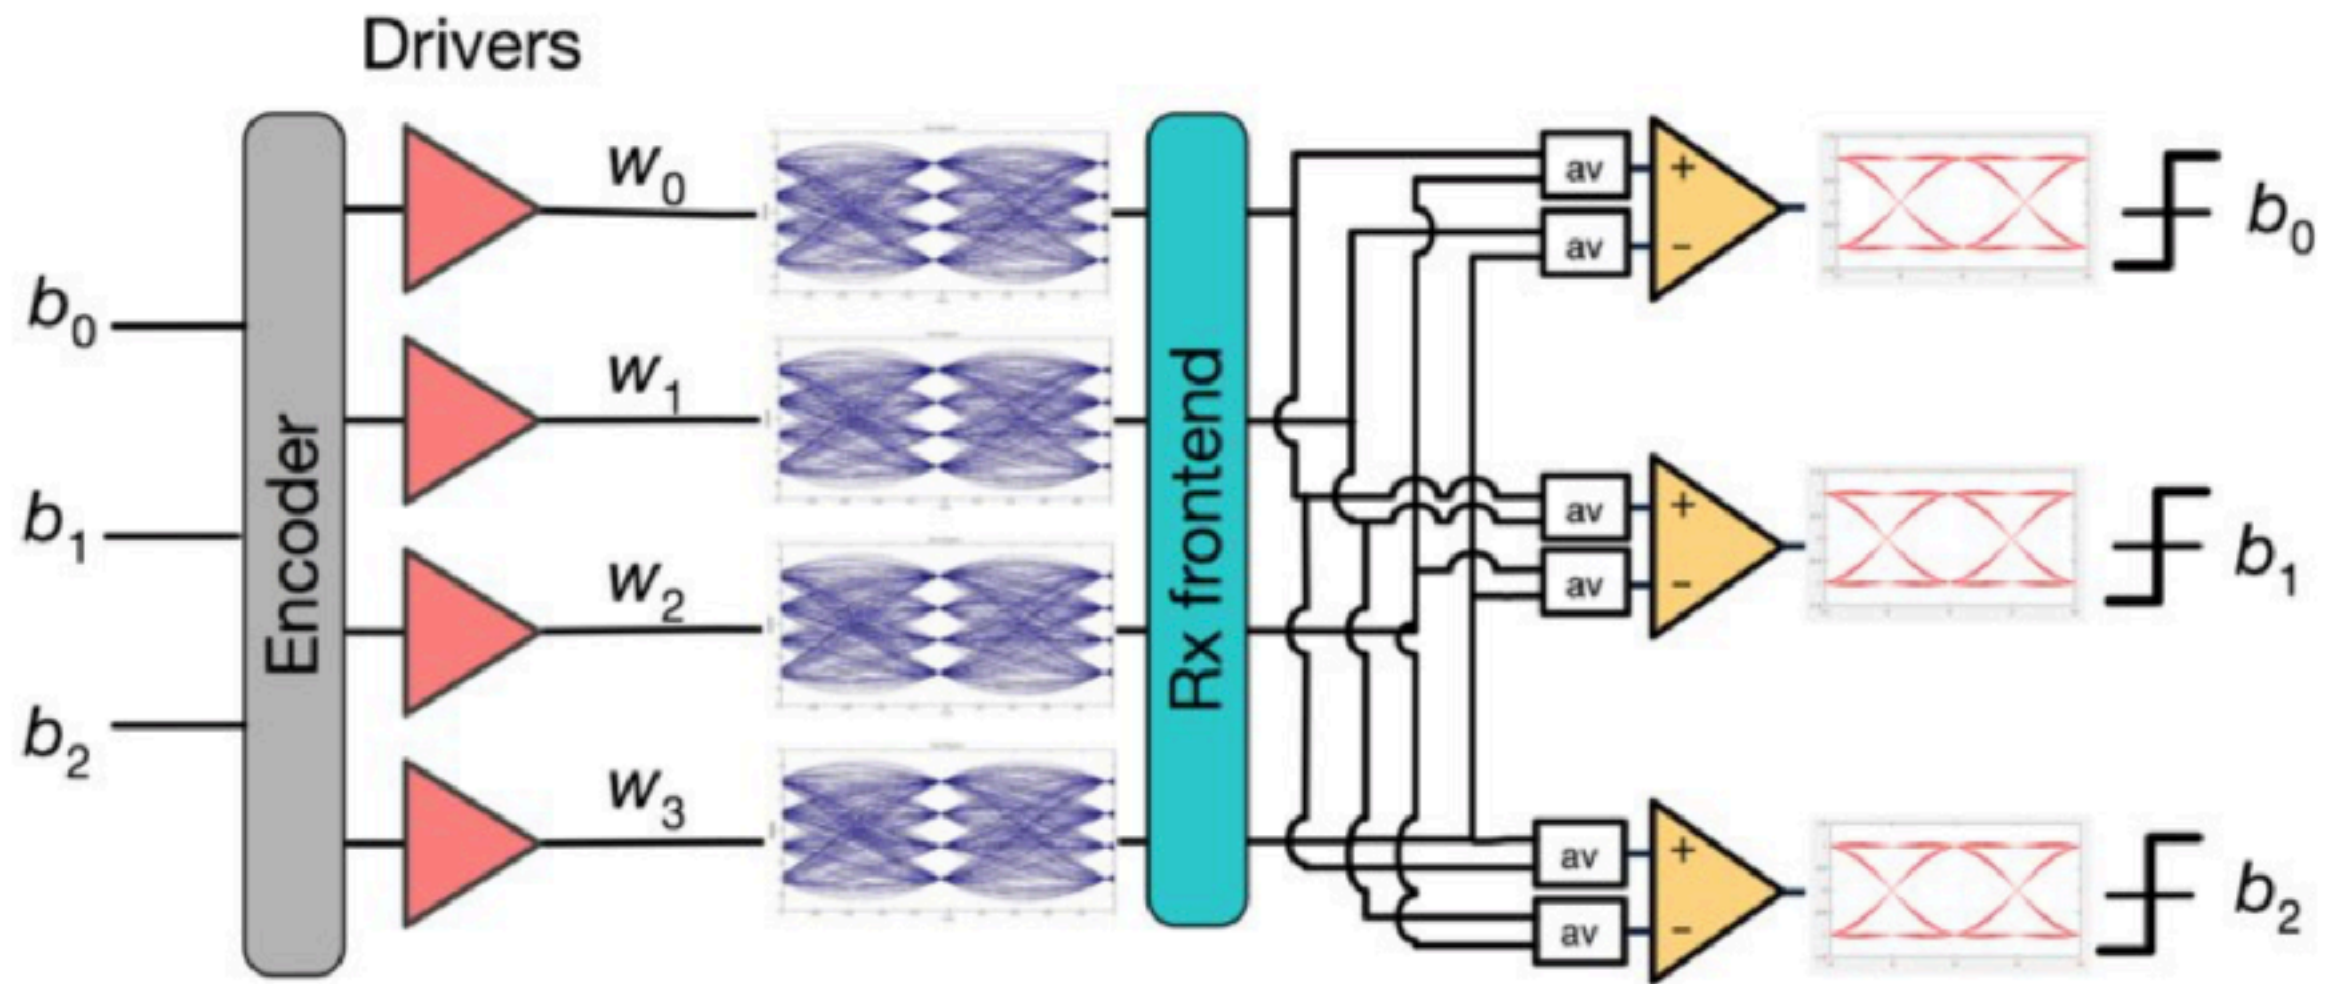 Drivers
b0
b1
b2
Encoder
w0
w1
w2
w3
Rx frontend
av
av
+
−
b0
av
av
+
−
b1
av
av
+
−
b2